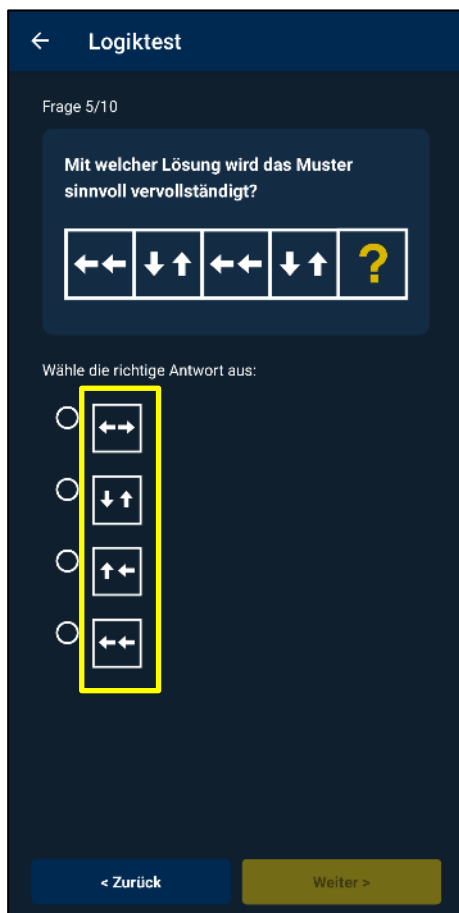 Logiktest
Frage 5/10
Mit welcher Lösung wird das Muster
sinnvoll vervollständigt?
?
Wähle die richtige Antwort aus:
< Zurück
Weiter >